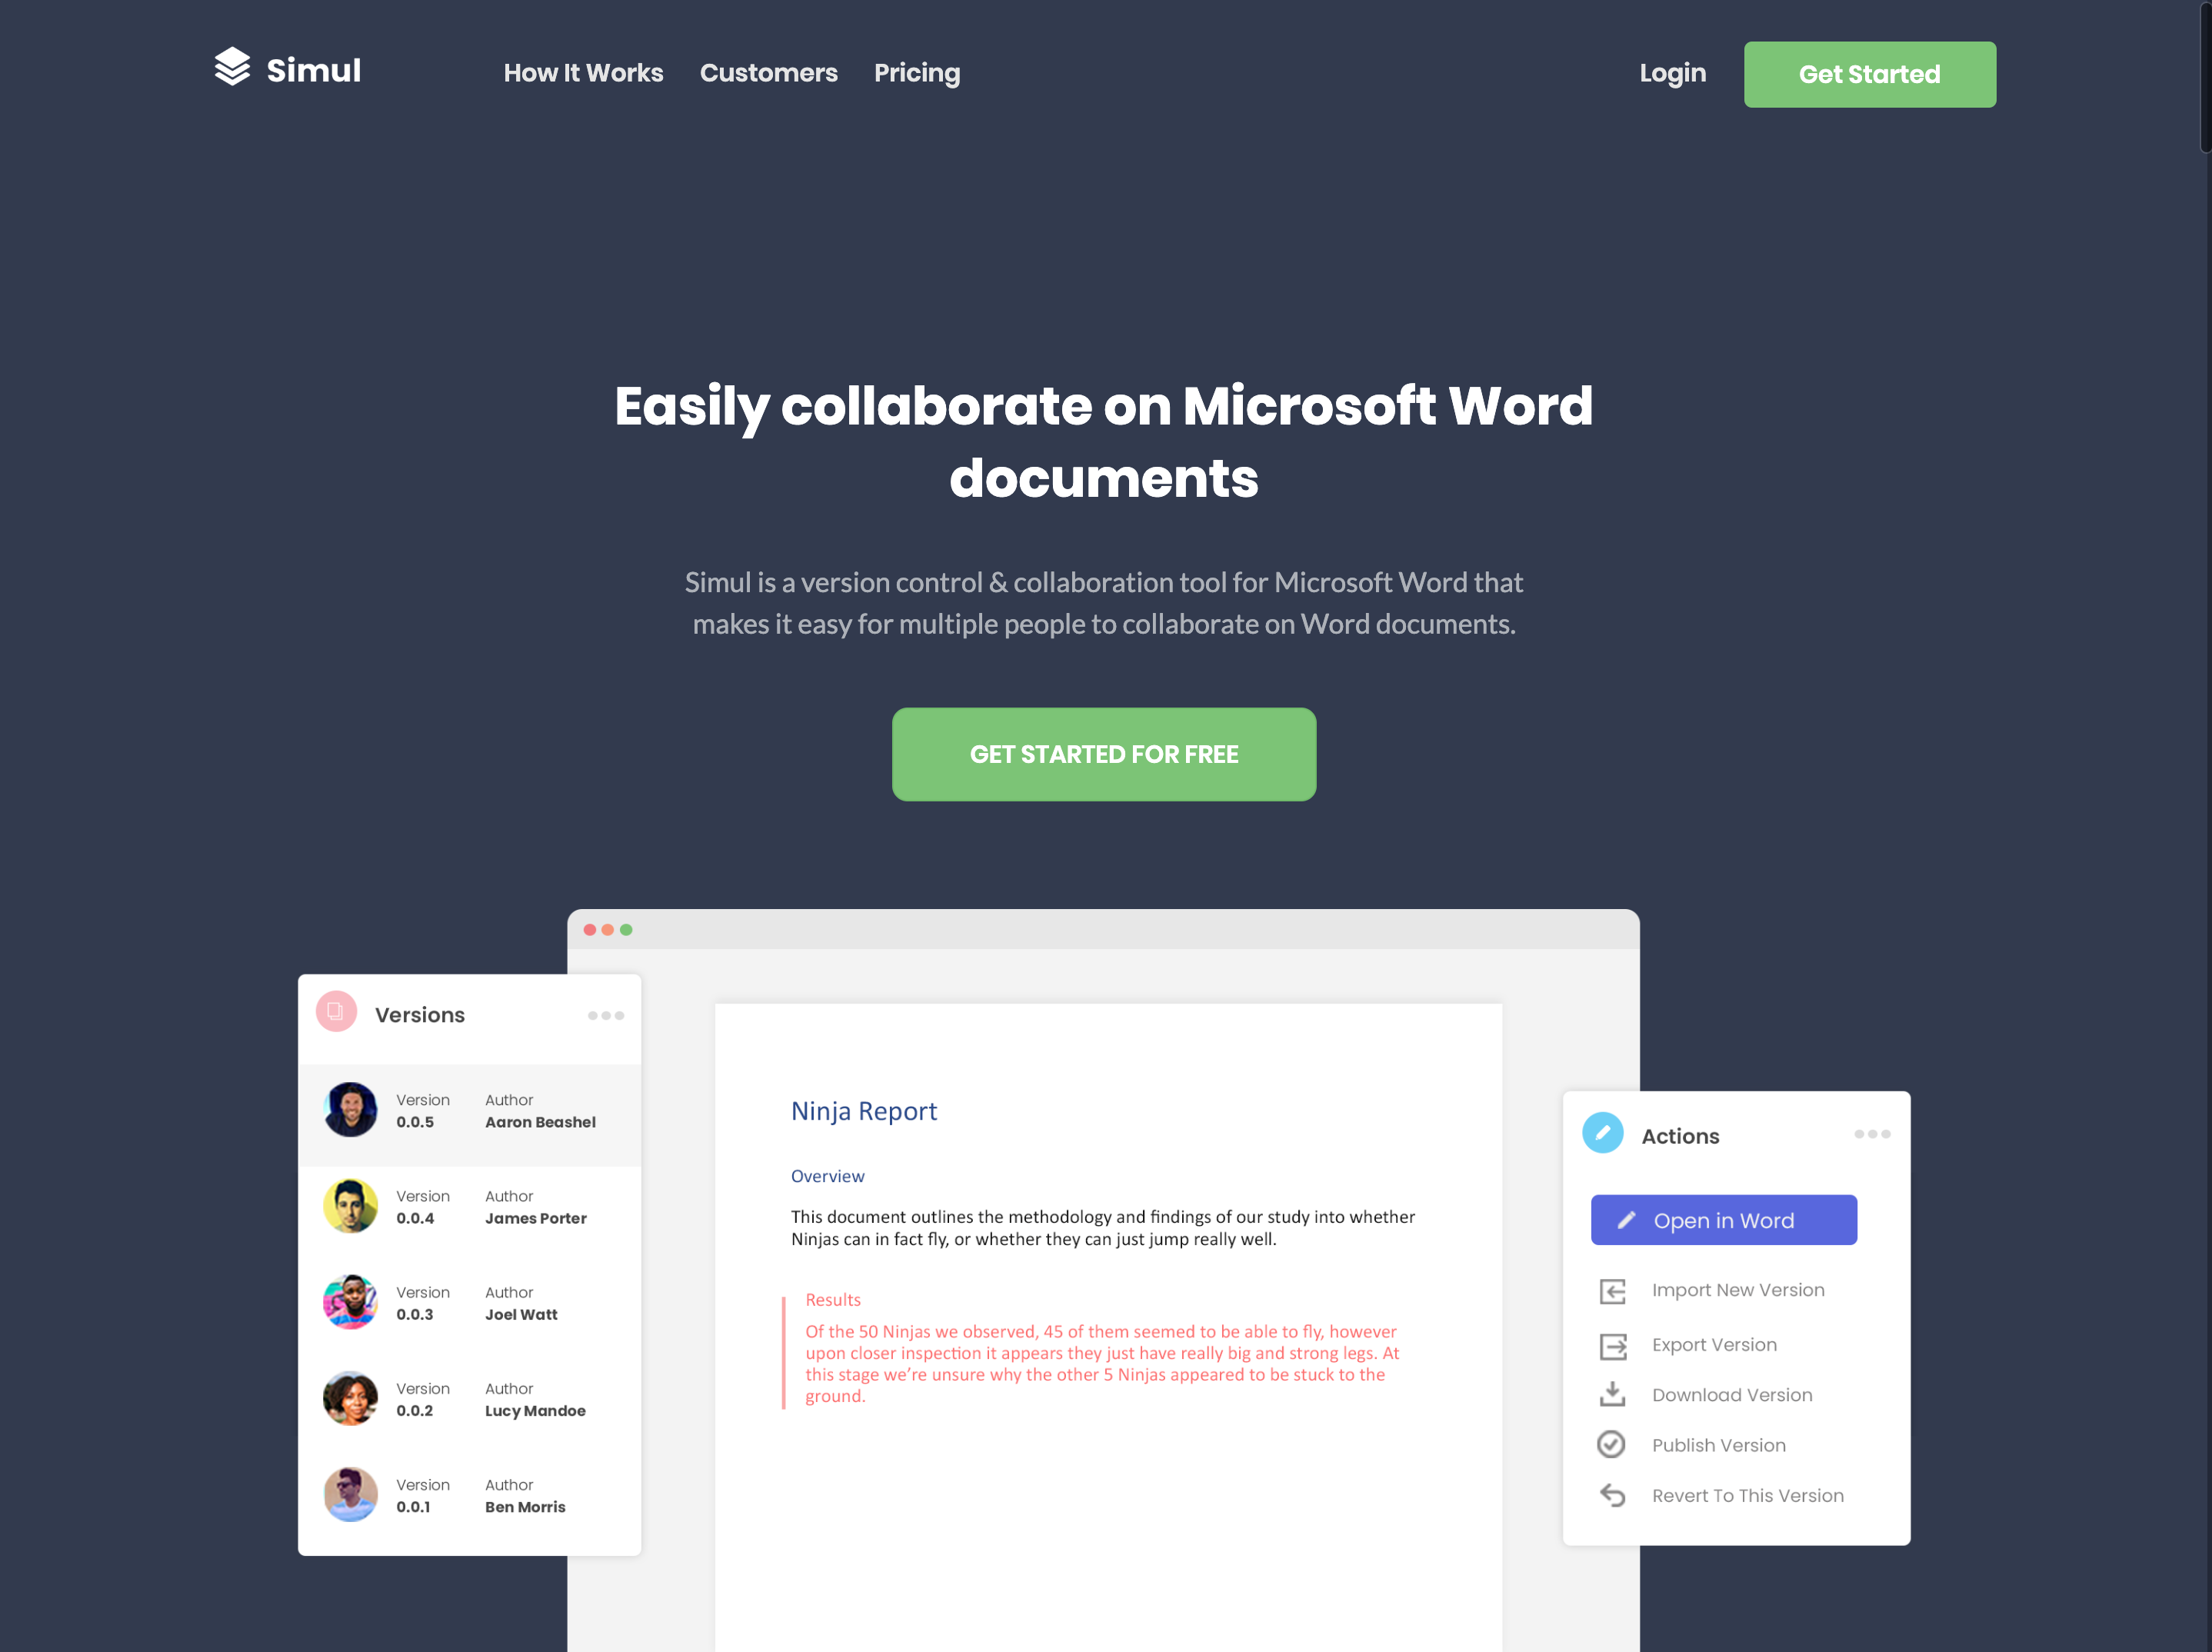 Simul
How It Works
Customers
Pricing
Login
Get Started
Easily collaborate on Microsoft Word
documents
Simul is a version control & collaboration tool for Microsoft Word that
makes it easy for multiple people to collaborate on Word documents.
GET STARTED FOR FREE
Versions
Version Author
0.0.5 Aaron Beashel
Version Author
0.0.4 James Porter
Version Author
0.0.3 Joel Watt
Version Author
0.0.2 Lucy Mandoe
Version Author
0.0.1 Ben Morris
Ninja Report
Overview
This document outlines the methodology and findings of our study into whether
Ninjas can in fact fly, or whether they can just jump really well.
Results
Of the 50 Ninjas we observed, 45 of them seemed to be able to fly, however
upon closer inspection it appears they just have really big and strong legs. At
this stage we’re unsure why the other 5 Ninjas appeared to be stuck to the
ground.
Actions
Open in Word
Import New Version
Export Version
Download Version
Publish Version
Revert To This Version